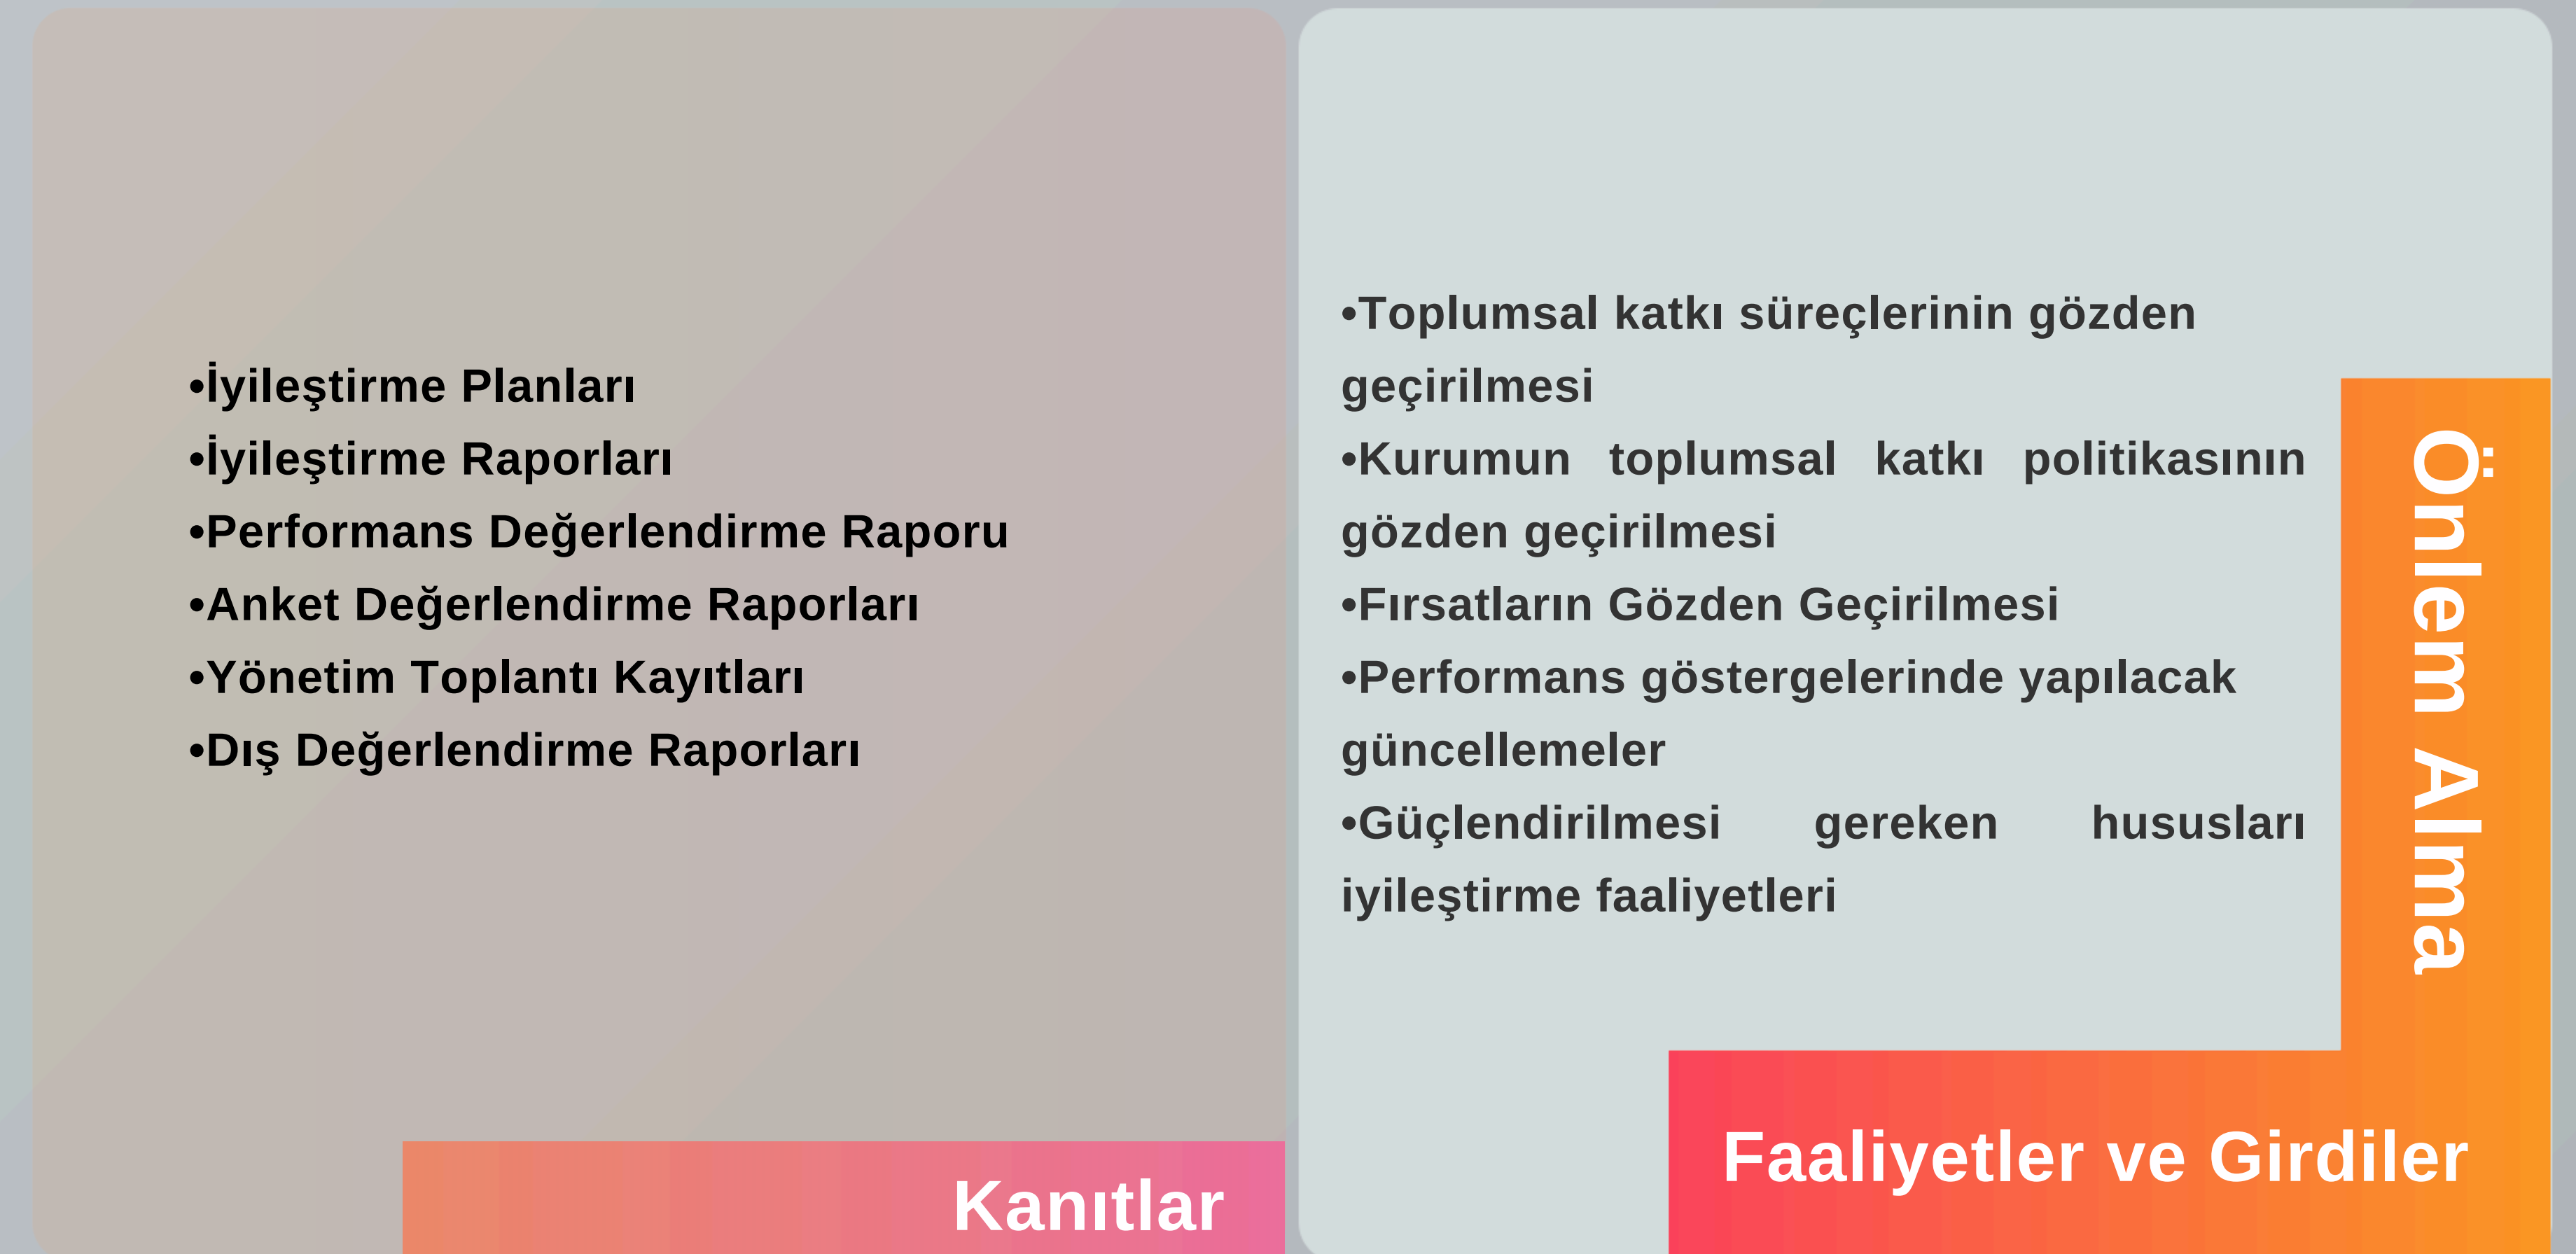 •İyileştirme Planları
•İyileştirme Raporları
•Performans Değerlendirme Raporu
•Anket Değerlendirme Raporları
•Yönetim Toplantı Kayıtları
•Dış Değerlendirme Raporları
Kanıtlar
•Toplumsal katkı süreçlerinin gözden
geçirilmesi
•Kurumun toplumsal katkı politikasının
gözden geçirilmesi
•Fırsatların Gözden Geçirilmesi
•Performans göstergelerinde yapılacak
güncellemeler
•Güçlendirilmesi gereken hususları
iyileştirme faaliyetleri
Önlem Alma
Faaliyetler ve Girdiler